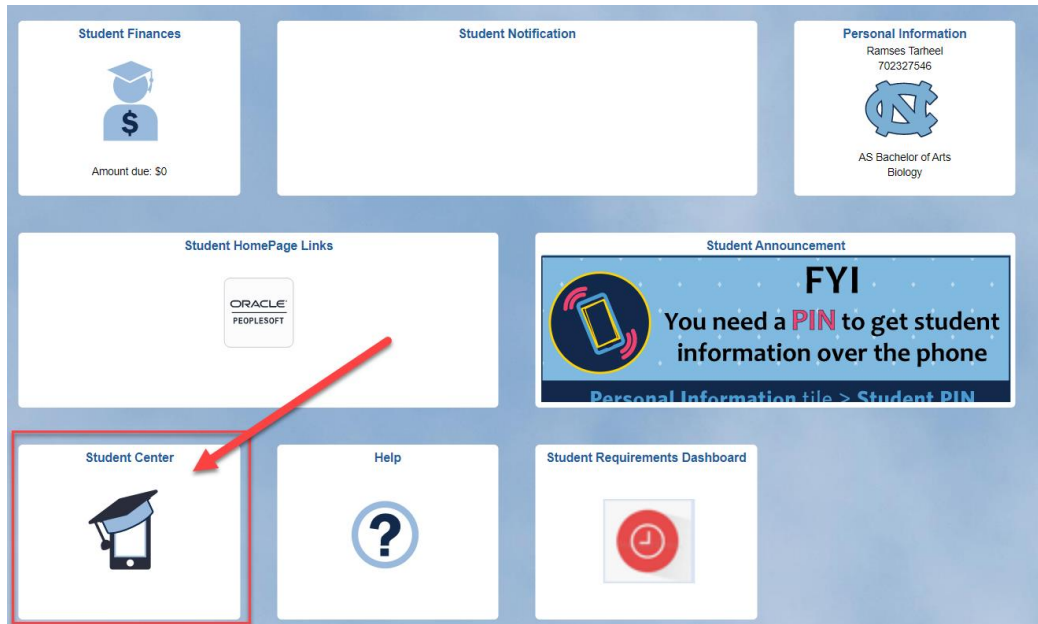 Student Finances
$
Amount due: $0
Student Notification
Personal Information
Ramses Tarheel
702327546
NC
AS Bachelor of Arts
Biology
Student HomePage Links
ORACLE'
PEOPLESOFT
Student Announcement
FYI
You need a PIN to get student
information over the phone
Personal Information tile > Student PIN
Student Center
Help
?
Student Requirements Dashboard